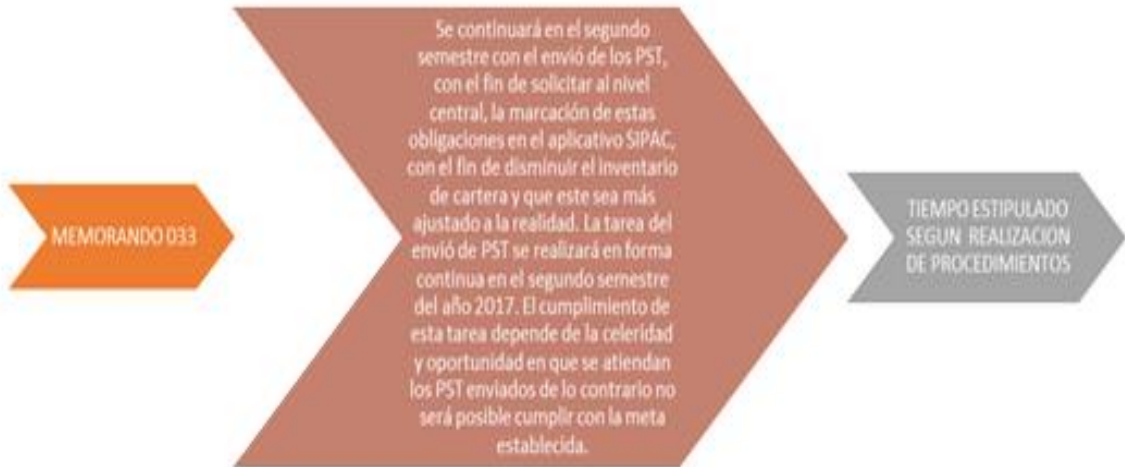 MEMORANDO 033
Se continuará en el segundo
semestre con el envió de los PST,
con el fin de solicitar al nivel
central, la marcación de estas
obligaciones en el aplicativo SIPAC,
con el fin de disminuir el inventario
de cartera y que este sea más
ajustado a la realidad. La tarea del
envió de PST se realizará en forma
continua en el segundo semestre
del año 2017. El cumplimiento de
esta tarea depende de la celeridad
y oportunidad en que se atiendan
los PST enviados de lo contrario no
será posible cumplir con la meta
establecida.
TIEMPO ESTIPULADO
SEGUN REALIZACION
DE PROCEDIMIENTOS